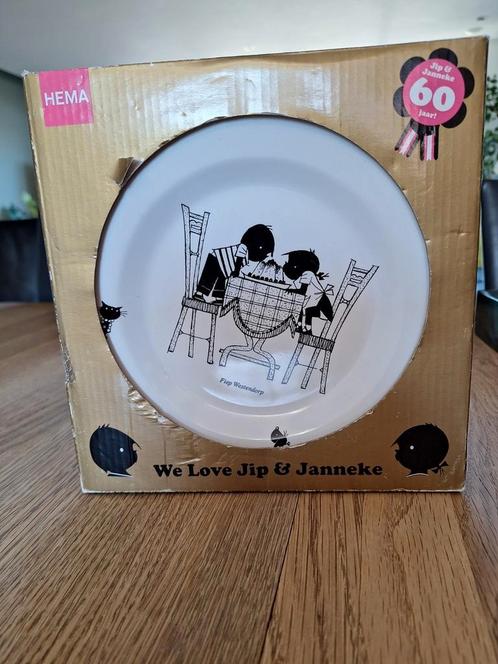 HEMA
Jip &
Janneke
60
jaar!
Fiep Westendorp
We Love Jip & Janneke